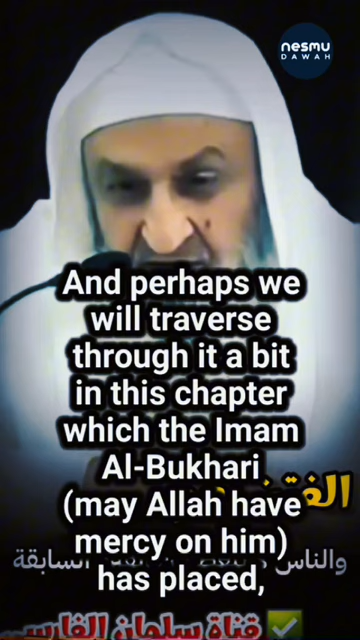 nesmu
DAWAH
And perhaps we
will traverse
through it a bit
in this chapter
which the Imam
Al-Bukhari
(may Allah have
mercy on him)
والناس السابقة
has placed,
قناة سلمان الفارسي